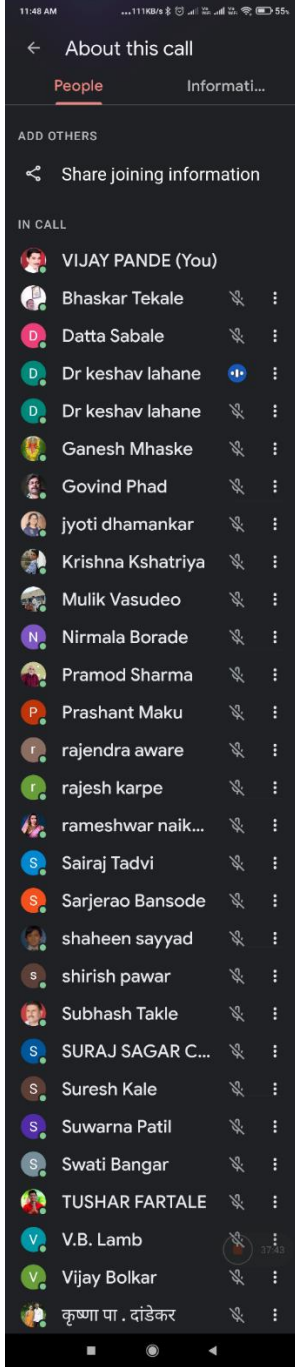 11:48 AM ...111KB/s 55%
About this call
People Informati...
ADD OTHERS
Share joining information
IN CALL
VIJAY PANDE (You)
Bhaskar Tekale
D Datta Sabale
D Dr keshav lahane
D Dr keshav lahane
Ganesh Mhaske
Govind Phad
jyoti dhamankar
Krishna Kshatriya
Mulik Vasudeo
N Nirmala Borade
Pramod Sharma
P Prashant Maku
r rajendra aware
r rajesh karpe
rameshwar naik...
S Sairaj Tadvi
S Sarjerao Bansode
shaheen sayyad
s shirish pawar
Subhash Takle
S SURAJ SAGAR C...
S Suresh Kale
S Suwarna Patil
S Swati Bangar
TUSHAR FARTALE
V V.B. Lamb 37:43
V Vijay Bolkar
कृष्णा पा . दांडेकर